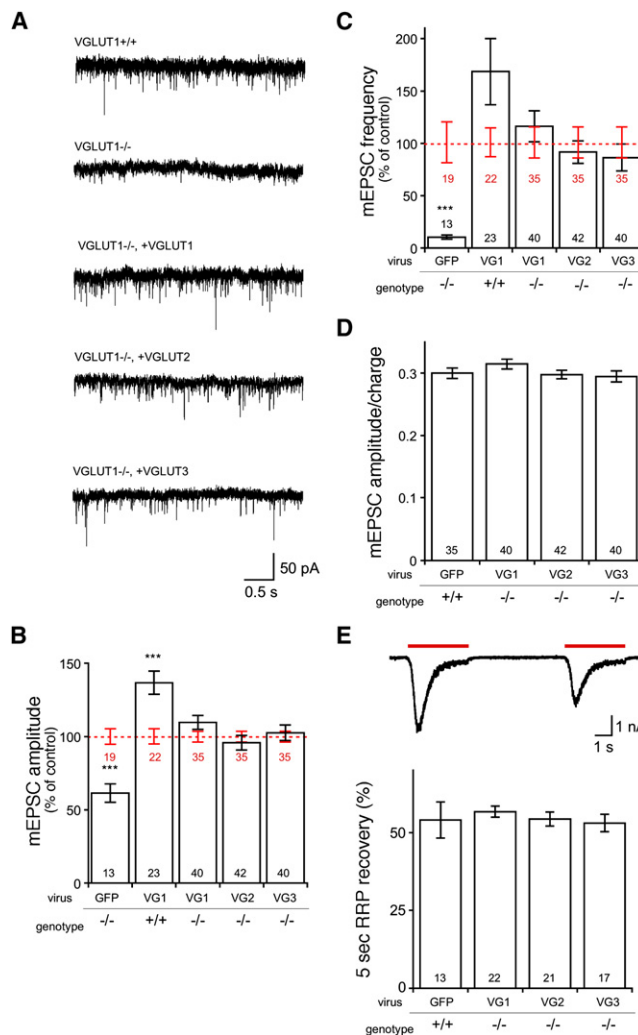 A
VGLUT1+/+
VGLUT1-/-
VGLUT1-/-, +VGLUT1
VGLUT1-/-, +VGLUT2
VGLUT1-/-, +VGLUT3
50 pA
0.5 s
B
mEPSC amplitude
(% of control)
150
100
50
0
***
***
19 22 35 35 35
13 23 40 42 40
virus GFP VG1 VG1 VG2 VG3
genotype -/- +/+ -/- -/- -/-
C
mEPSC frequency
(% of control)
200
150
100
50
0
***
19 22 35 35 35
13 23 40 42 40
virus GFP VG1 VG1 VG2 VG3
genotype -/- +/+ -/- -/- -/-
D
mEPSC amplitude/charge
0.3
0.2
0.1
0
35 40 42 40
virus GFP VG1 VG2 VG3
genotype +/+ -/- -/- -/-
E
1 s
5 sec RRP recovery (%)
50
25
0
13 22 21 17
virus GFP VG1 VG2 VG3
genotype +/+ -/- -/- -/-